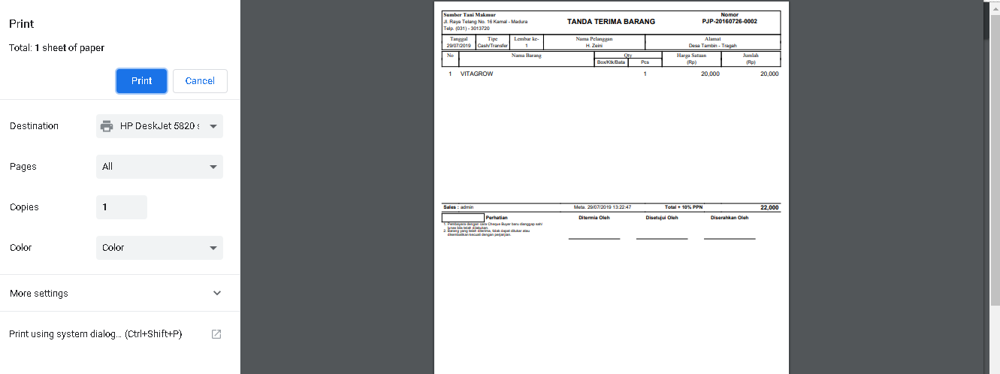 Print
Total: 1 sheet of paper
Print
Cancel
Destination
HP DeskJet 5820 s
Pages
All
Copies
1
Color
Color
More settings
Print using system dialog... (Ctrl+Shift+P)
Sumber Tani Makmur
Jl. Raya Telang No. 16 Kamal - Madura
Telp. (031) - 3013720
TANDA TERIMA BARANG
Nomor
PJP-20160726-0002
Tanggal Tipe Lembar ke- Nama Pelanggan Alamat
29/07/2019 Cash/Transfer 1 H. Zeini Desa Tambin - Tragah
No Nama Barang Qty Harga Satuan Jumlah
Box/Ktk/Bata Pcs (Rp) (Rp)
1 VITAGROW 1 20,000 20,000
Sales : admin Meta. 29/07/2019 13:22:47 Total + 10% PPN 22,000
Perhatian Ditermia Oleh Disetujui Oleh Diserahkan Oleh
1. Pembayara dengan cara Cheque Buyer baru dianggap sah/
tunas bila telah dilakukan.
2. Barang yang telah diterima, tidak dapat ditukar atau
dikembalikan kecuali dengan perjanjian.